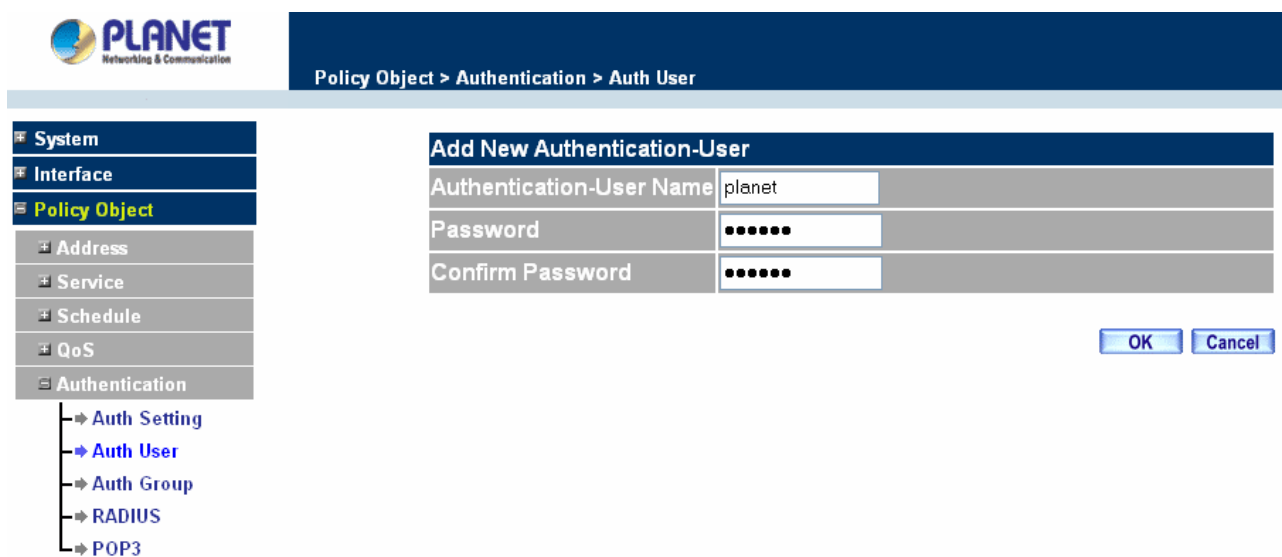 PLANET
Networking & Communication
Policy Object > Authentication > Auth User
System
Interface
Policy Object
Address
Service
Schedule
QoS
Authentication
Auth Setting
Auth User
Auth Group
RADIUS
POP3
Add New Authentication-User
Authentication-User Name planet
Password ●●●●●●
Confirm Password ●●●●●●
OK Cancel